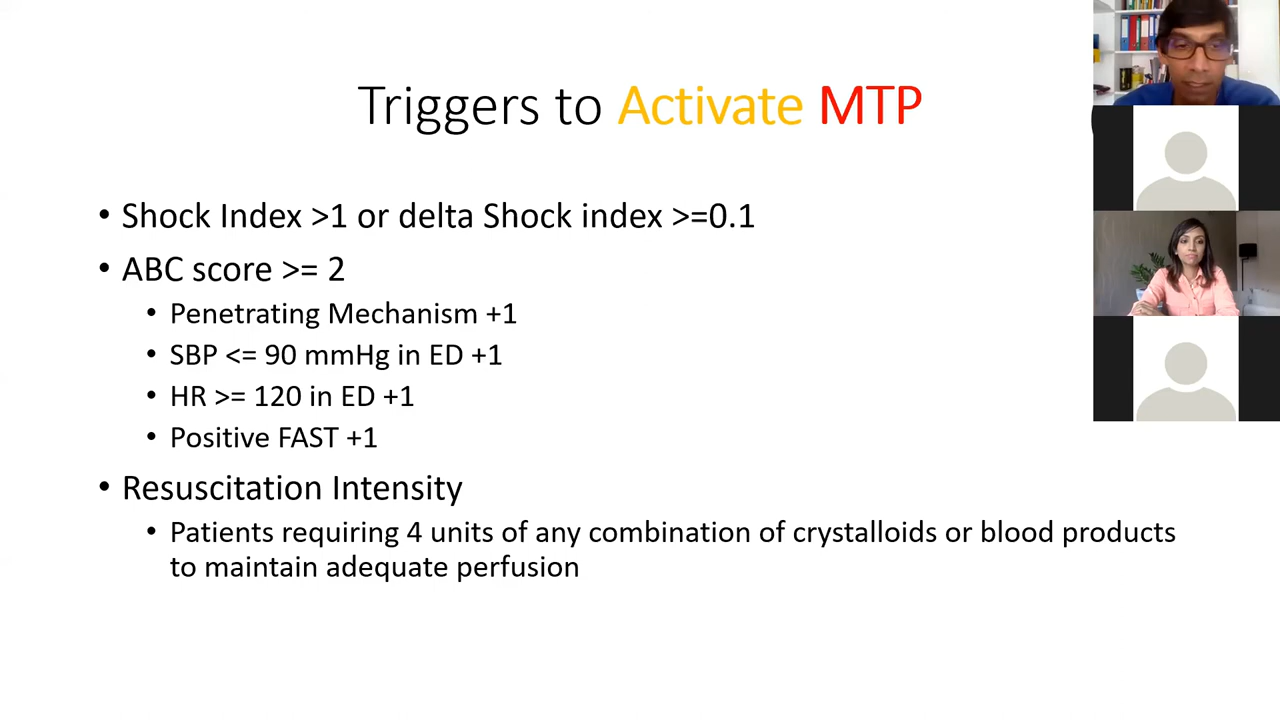 Triggers to Activate MTP
• Shock Index >1 or delta Shock index >=0.1
• ABC score >= 2
• Penetrating Mechanism +1
• SBP <= 90 mmHg in ED +1
• HR >= 120 in ED +1
• Positive FAST +1
• Resuscitation Intensity
• Patients requiring 4 units of any combination of crystalloids or blood products
to maintain adequate perfusion